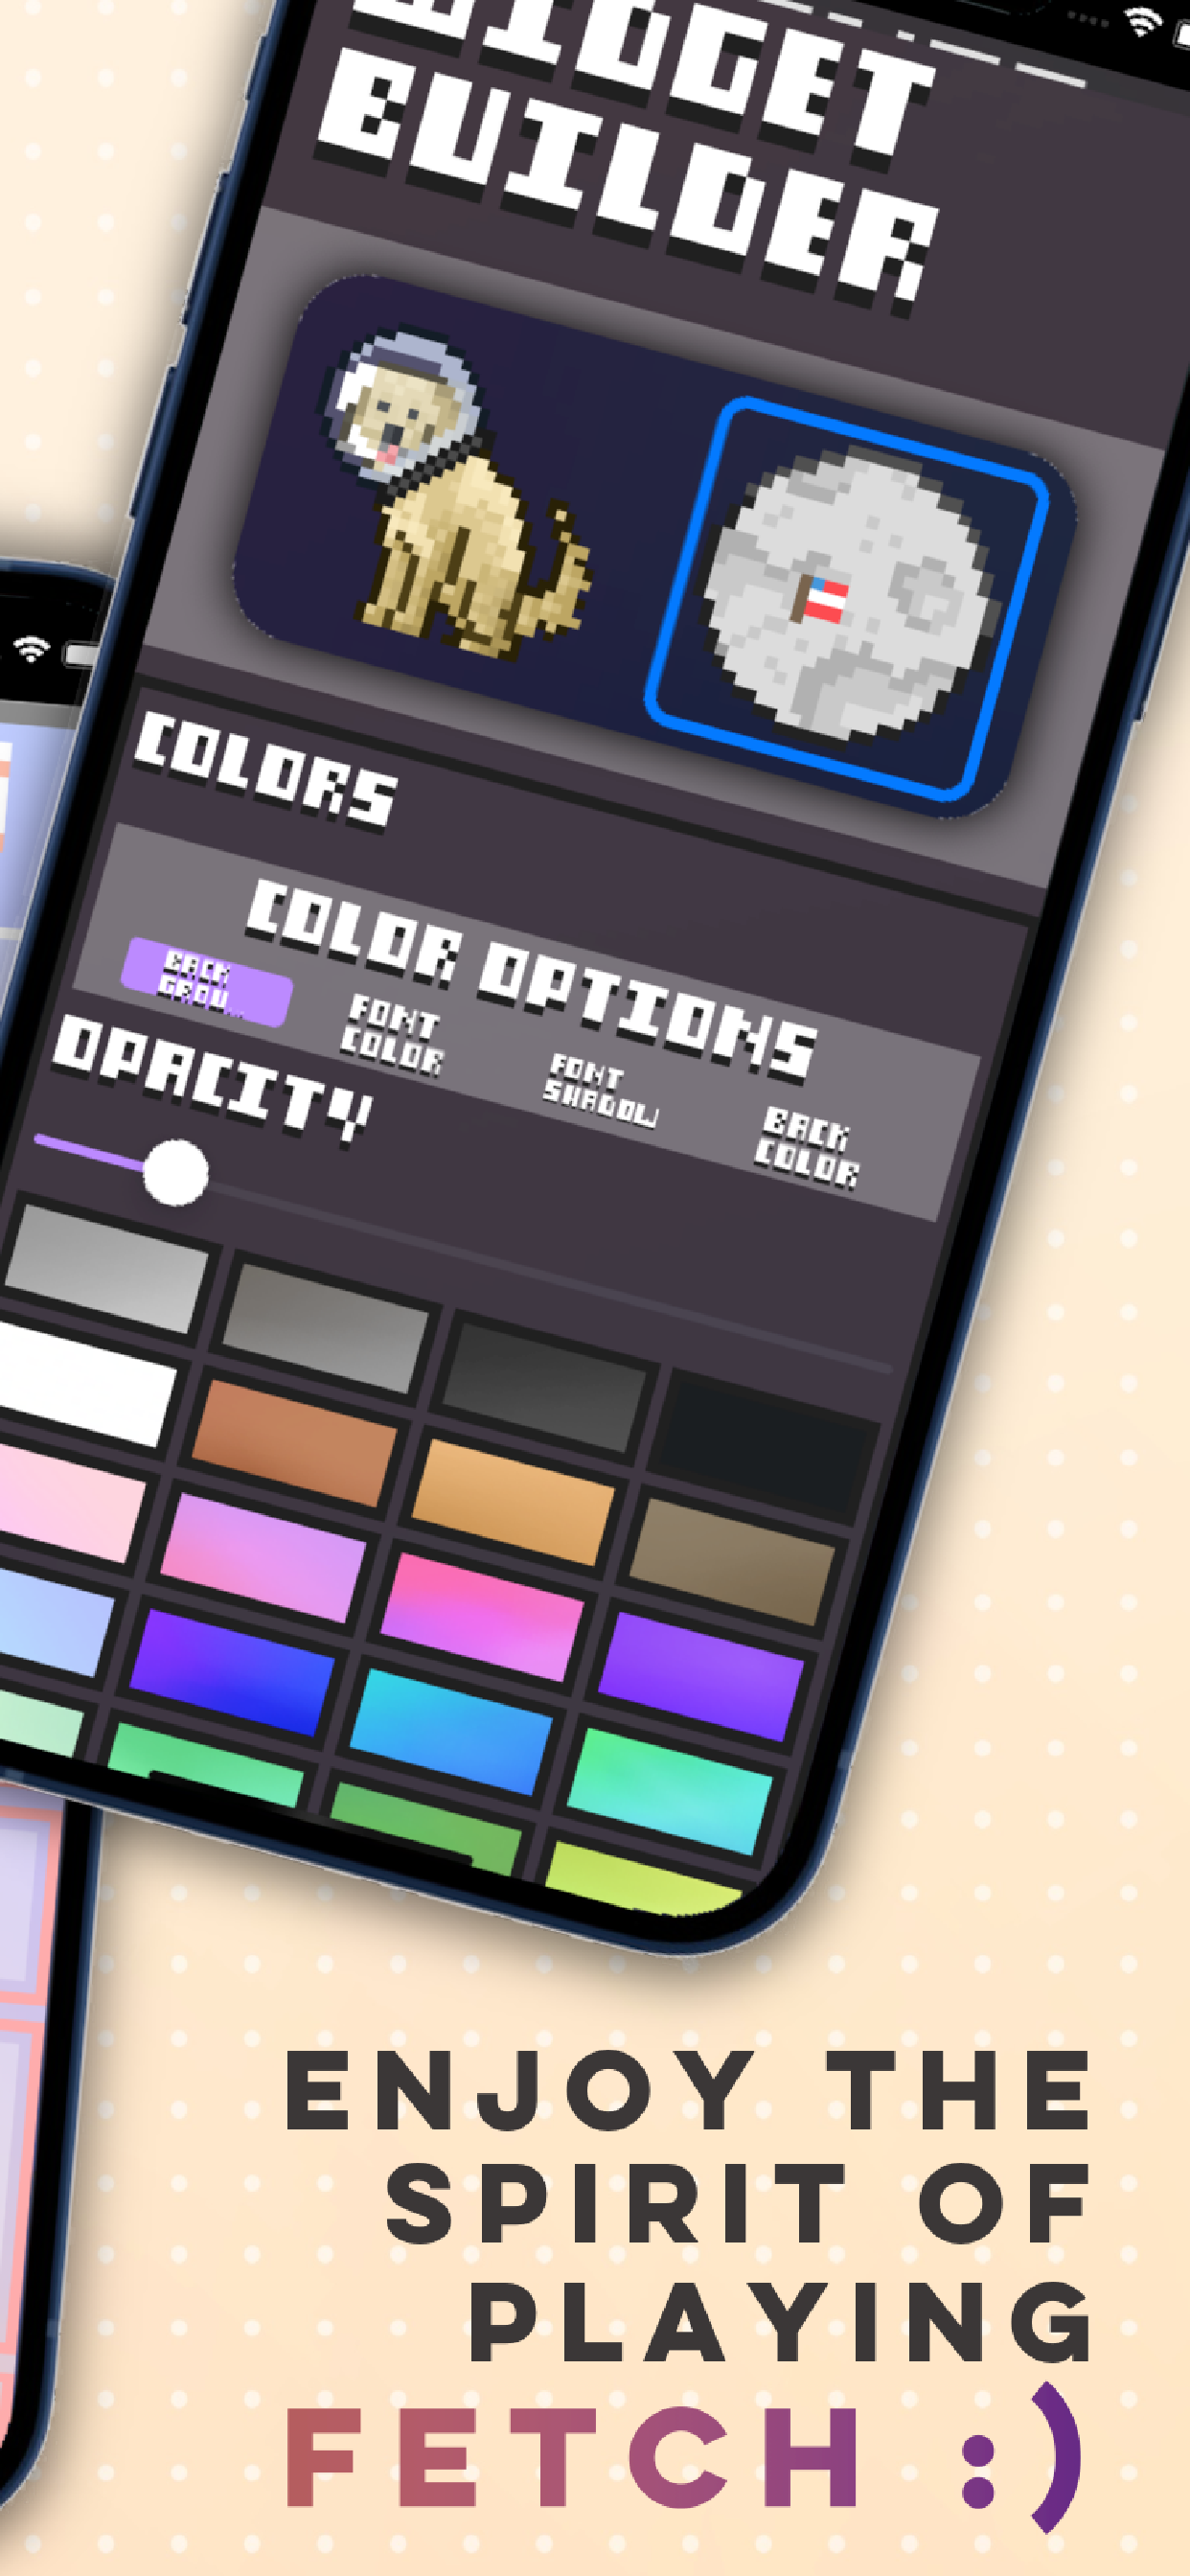 WIDGET
BUILDER
COLORS
COLOR OPTIONS
BACK
GROU...
FONT
COLOR
FONT
SHADOW
BACK
COLOR
OPACITY
ENJOY THE
SPIRIT OF
PLAYING
FETCH :)